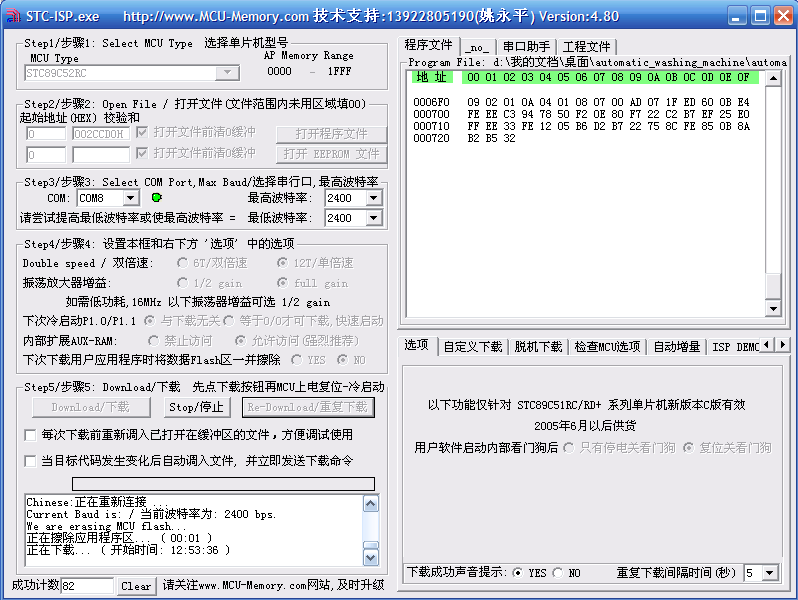 STC-ISP.exe http://www.MCU-Memory.com 技术支持:13922805190(姚永平) Version:4.80
Step1/步骤1: Select MCU Type 选择单片机型号
MCU Type
AP Memory Range
STC89C52RC
0000 - 1FFF
Step2/步骤2: Open File / 打开文件(文件范围内未用区域填00)
起始地址(HEX) 校验和
0 002CCD0H 打开文件前清0缓冲 打开程序文件
0 打开文件前清0缓冲 打开 EEPROM 文件
Step3/步骤3: Select COM Port,Max Baud/选择串行口,最高波特率
COM: COM8 最高波特率: 2400
请尝试提高最低波特率或使最高波特率 = 最低波特率: 2400
Step4/步骤4: 设置本框和右下方 '选项' 中的选项
Double speed / 双倍速: 6T/双倍速 12T/单倍速
振荡放大器增益: 1/2 gain full gain
如需低功耗,16MHz 以下振荡器增益可选 1/2 gain
下次冷启动P1.0/P1.1 与下载无关 等于0/0才可下载,快速启动
内部扩展AUX-RAM: 禁止访问 允许访问(强烈推荐)
下次下载用户应用程序时将数据Flash区一并擦除 YES NO
Step5/步骤5: Download/下载 先点下载按钮再MCU上电复位-冷启动
Download/下载 Stop/停止 Re-Download/重复下载
每次下载前重新调入已打开在缓冲区的文件，方便调试使用
当目标代码发生变化后自动调入文件, 并立即发送下载命令
Chinese:正在重新连接 ...
Current Baud is: / 当前波特率为: 2400 bps.
We are erasing MCU flash...
正在擦除应用程序区... ( 00:01 )
正在下载... ( 开始时间: 12:53:36 )
成功计数 82 Clear 请关注www.MCU-Memory.com网站,及时升级
程序文件 _no_ 串口助手 工程文件
Program File: d:\我的文档\桌面\automatic_washing_machine\automa
地 址 00 01 02 03 04 05 06 07 08 09 0A 0B 0C 0D 0E 0F
0006F0 09 02 01 0A 04 01 08 07 00 AD 07 1F ED 60 0B E4
000700 FE EE C3 94 78 50 F2 0E 80 F7 22 C2 B7 EF 25 E0
000710 FF EE 33 FE 12 05 B6 D2 B7 22 75 8C FE 85 0B 8A
000720 B2 B5 32
选项 自定义下载 脱机下载 检查MCU选项 自动增量 ISP DEMO
以下功能仅针对 STC89C51RC/RD+ 系列单片机新版本C版有效
2005年6月以后供货
用户软件启动内部看门狗后 只有停电关看门狗 复位关看门狗
下载成功声音提示: YES NO 重复下载间隔时间(秒) 5